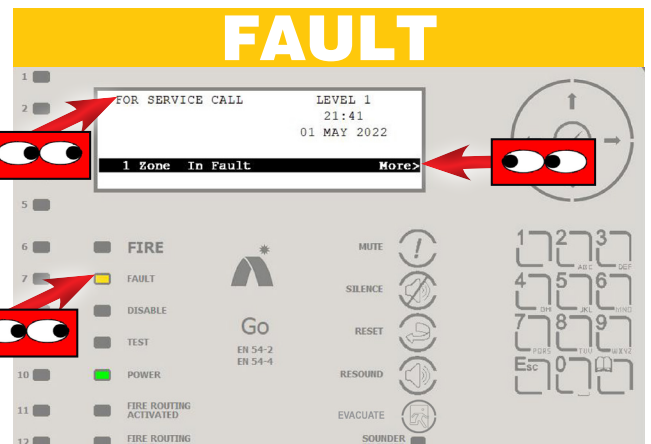 FAULT
1
2
FOR SERVICE CALL LEVEL 1
21:41
01 MAY 2022
1 Zone In Fault More>
5
6 FIRE MUTE
7 FAULT SILENCE
DISABLE
TEST Go RESET
EN 54-2
EN 54-4
10 POWER RESOUND
11 FIRE ROUTING
ACTIVATED EVACUATE
12 FIRE ROUTING SOUNDER
1 2 ABC 3 DEF
4 GHI 5 JKL 6 MNO
7 PQRS 8 TUV 9 WXYZ
Esc 0